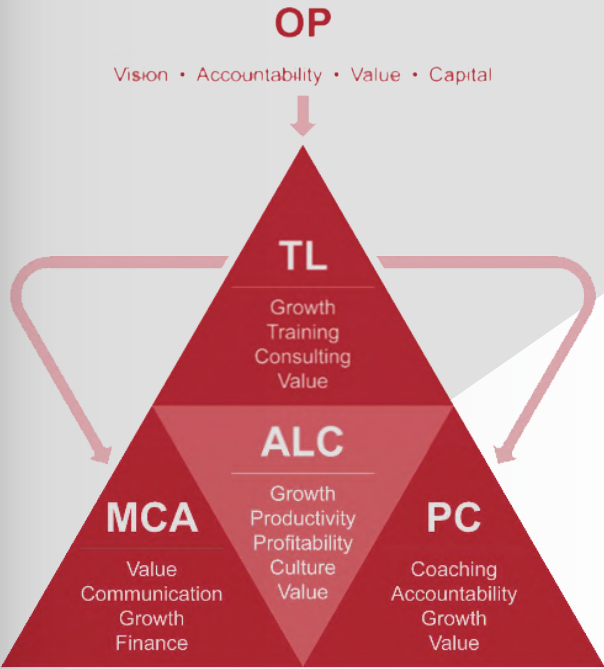 OP
Vision • Accountability • Value • Capital
TL
Growth
Training
Consulting
Value
ALC
Growth
Productivity
Profitability
Culture
Value
MCA
Value
Communication
Growth
Finance
PC
Coaching
Accountability
Growth
Value